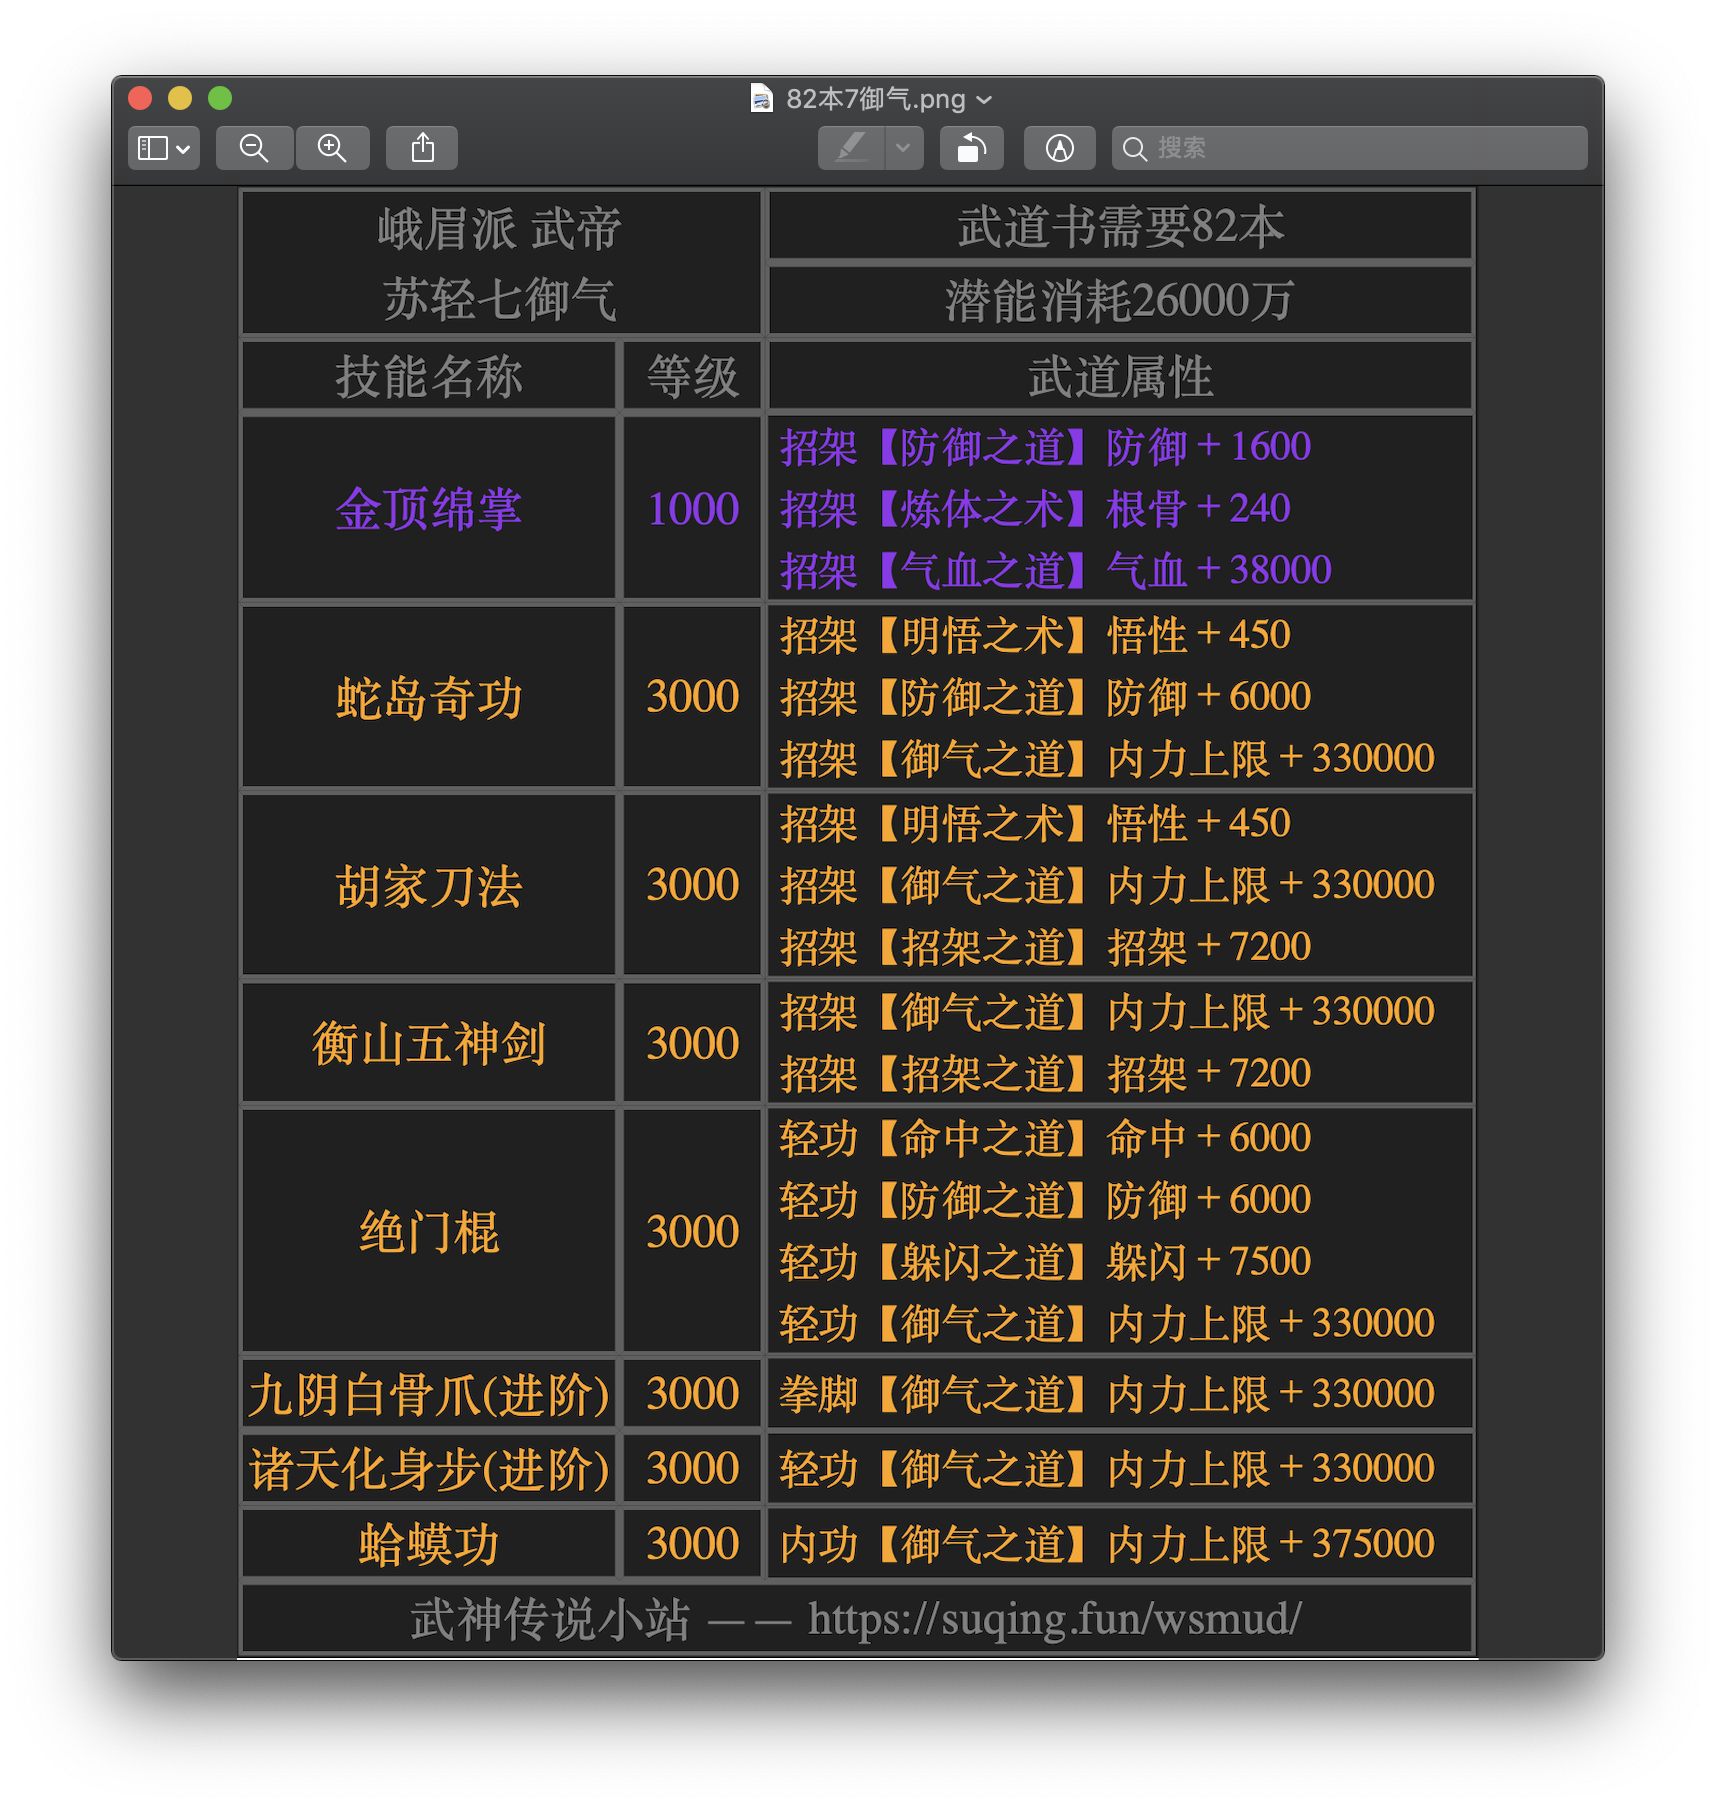 82本7御气.png
搜索
峨眉派 武帝
苏轻七御气
武道书需要82本
潜能消耗26000万
技能名称 等级 武道属性
金顶绵掌 1000
招架【防御之道】防御＋1600
招架【炼体之术】根骨＋240
招架【气血之道】气血＋38000
蛇岛奇功 3000
招架【明悟之术】悟性＋450
招架【防御之道】防御＋6000
招架【御气之道】内力上限＋330000
胡家刀法 3000
招架【明悟之术】悟性＋450
招架【御气之道】内力上限＋330000
招架【招架之道】招架＋7200
衡山五神剑 3000
招架【御气之道】内力上限＋330000
招架【招架之道】招架＋7200
绝门棍 3000
轻功【命中之道】命中＋6000
轻功【防御之道】防御＋6000
轻功【躲闪之道】躲闪＋7500
轻功【御气之道】内力上限＋330000
九阴白骨爪(进阶) 3000 拳脚【御气之道】内力上限＋330000
诸天化身步(进阶) 3000 轻功【御气之道】内力上限＋330000
蛤蟆功 3000 内功【御气之道】内力上限＋375000
武神传说小站 —— https://suqing.fun/wsmud/